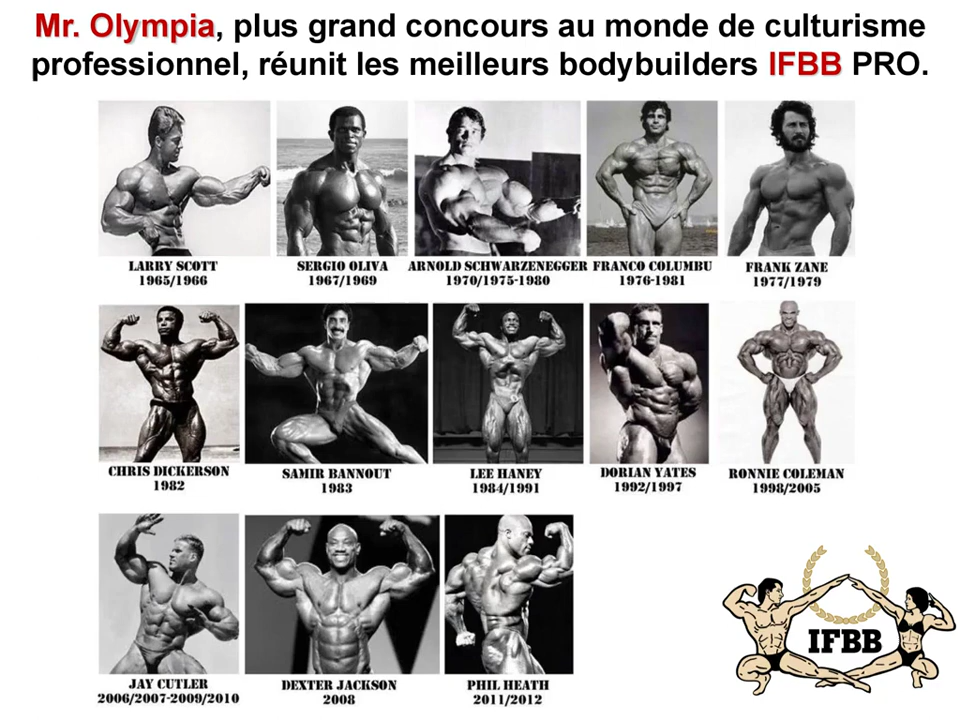 Mr. Olympia, plus grand concours au monde de culturisme
professionnel, réunit les meilleurs bodybuilders IFBB PRO.
LARRY SCOTT
1965/1966
SERGIO OLIVA
1967/1969
ARNOLD SCHWARZENEGGER
1970/1975-1980
FRANCO COLUMBU
1976-1981
FRANK ZANE
1977/1979
CHRIS DICKERSON
1982
SAMIR BANNOUT
1983
LEE HANEY
1984/1991
DORIAN YATES
1992/1997
RONNIE COLEMAN
1998/2005
JAY CUTLER
2006/2007-2009/2010
DEXTER JACKSON
2008
PHIL HEATH
2011/2012
IFBB